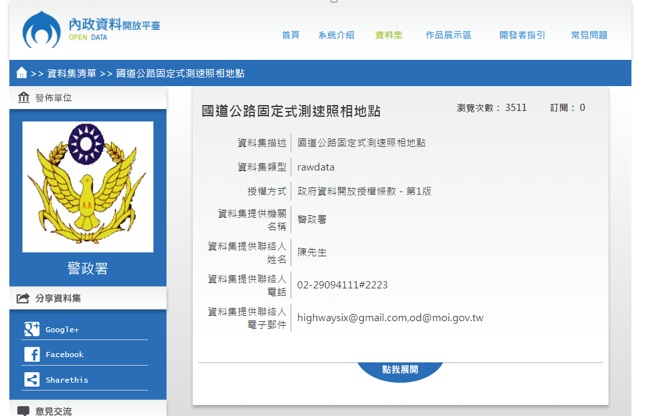 內政資料開放平臺
OPEN DATA
首頁 系統介紹 資料集 作品展示區 開發者指引 常見問題
>> 資料集清單 >> 國道公路固定式測速照相地點
發佈單位
警政署
分享資料集
Google+
Facebook
Sharethis
意見交流
國道公路固定式測速照相地點 瀏覽次數： 3511 訂閱： 0
資料集描述 國道公路固定式測速照相地點
資料集類型 rawdata
授權方式 政府資料開放授權條款 - 第1版
資料集提供機關
名稱 警政署
資料集提供聯絡人
姓名 陳先生
資料集提供聯絡人
電話 02-29094111#2223
資料集提供聯絡人
電子郵件 highwaysix@gmail.com,od@moi.gov.tw
點我展開